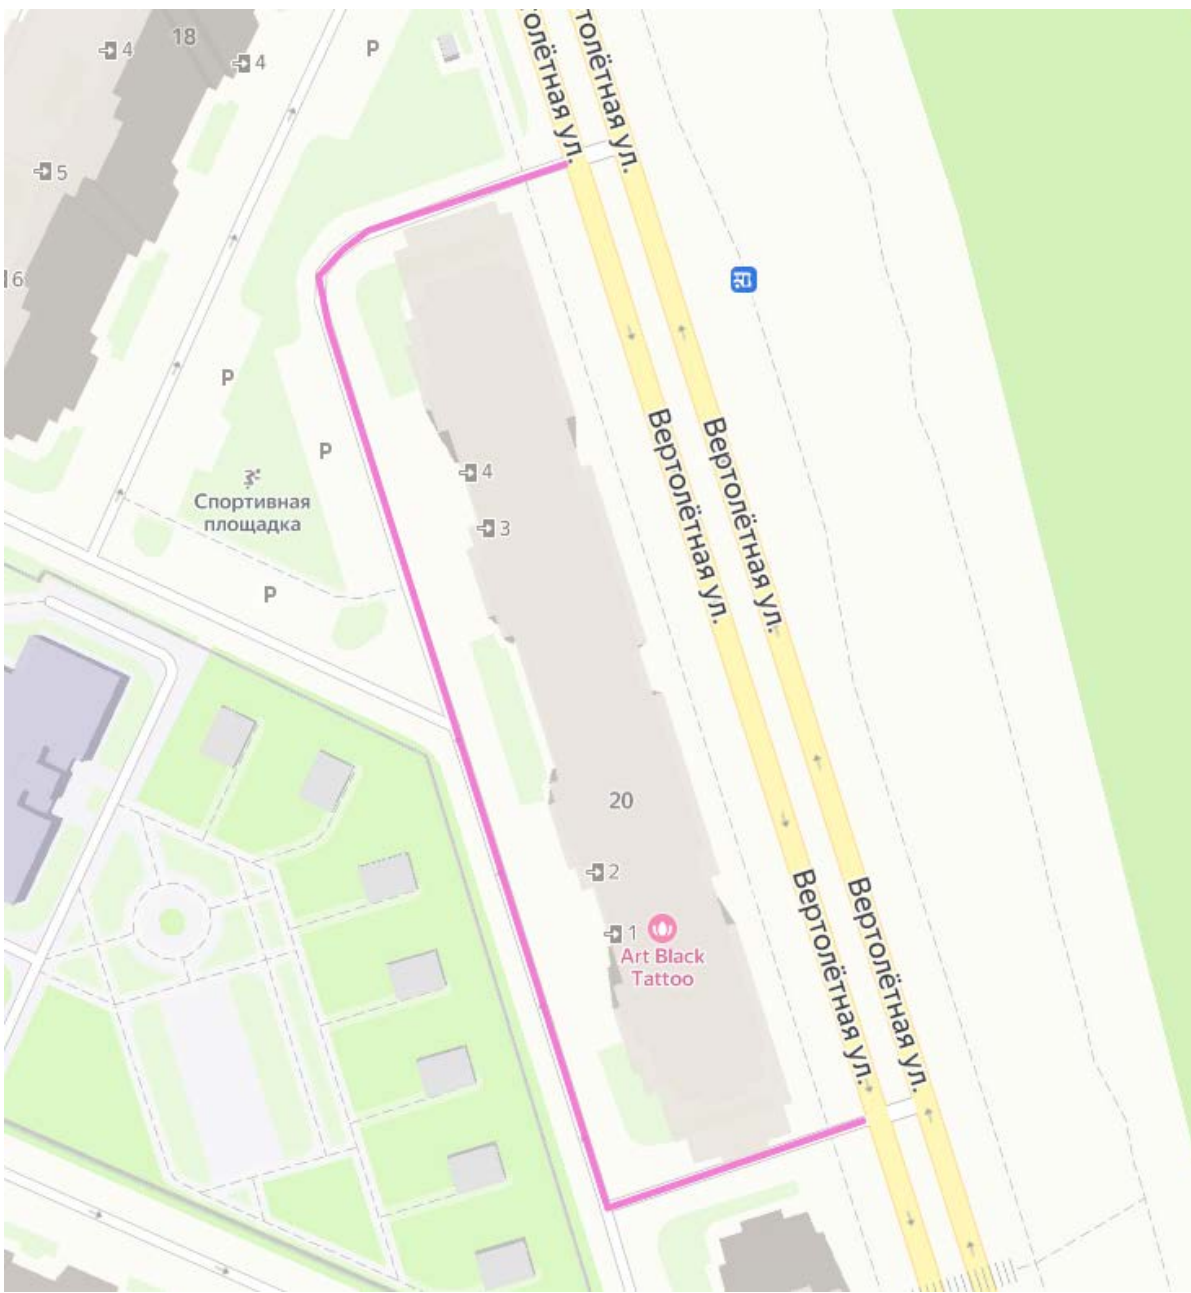 18
4
4
P
олётная ул.
толётная ул.
5
6
P
P
Вертолётная ул.
Вертолётная ул.
4
Спортивная
площадка
3
P
20
2
1
Art Black
Tattoo
Вертолётная ул.
Вертолётная ул.